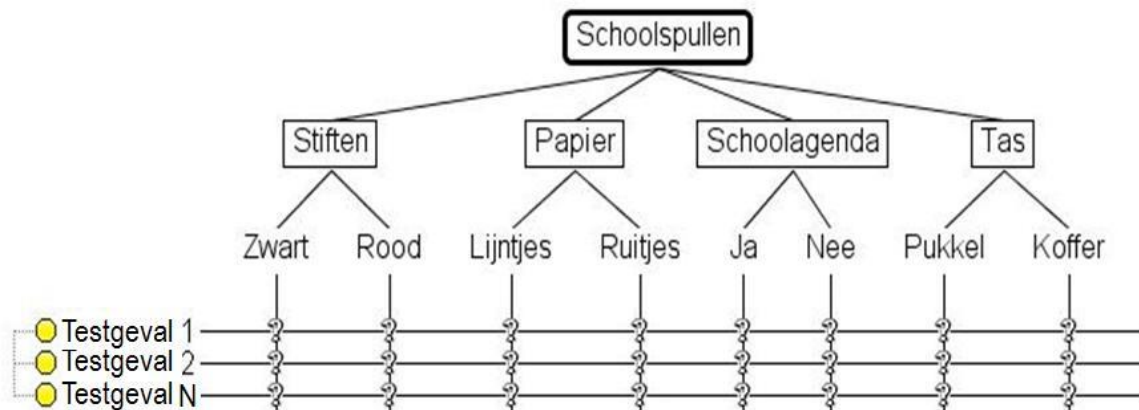 Schoolspullen
Stiften Papier Schoolagenda Tas
Zwart Rood Lijntjes Ruitjes Ja Nee Pukkel Koffer
Testgeval 1 ? ? ? ? ? ? ? ?
Testgeval 2 ? ? ? ? ? ? ? ?
Testgeval N ? ? ? ? ? ? ? ?